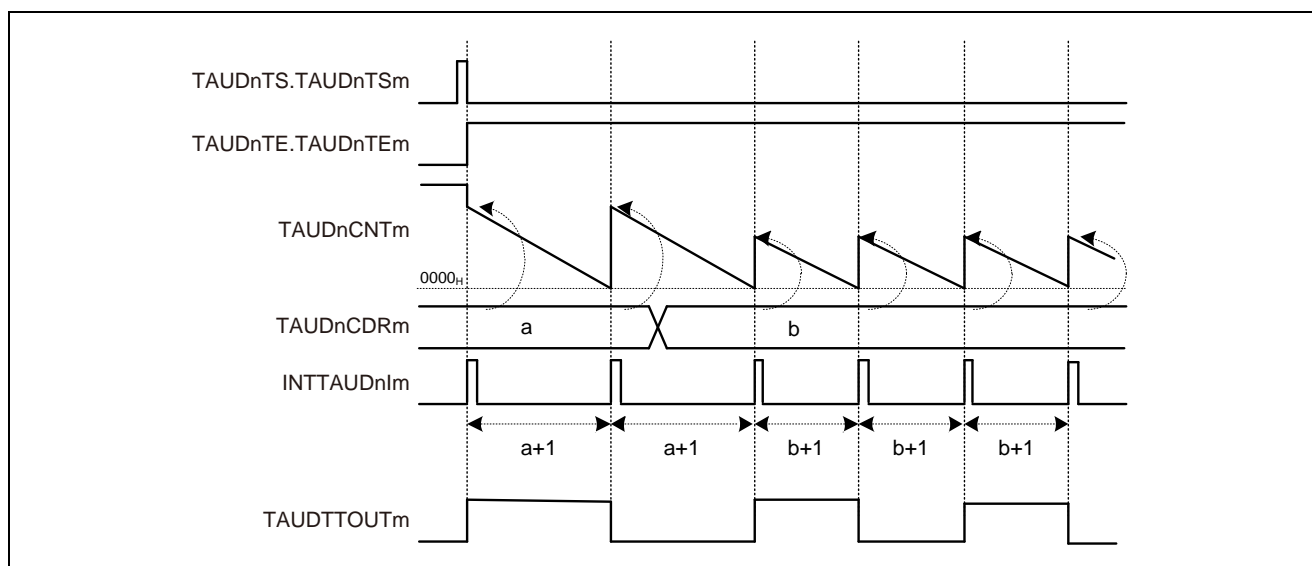 TAUDnTS.TAUDnTSm
TAUDnTE.TAUDnTEm
TAUDnCNTm
0000H
TAUDnCDRm
a
b
INTTAUDnIm
a+1
a+1
b+1
b+1
b+1
TAUDTTOUTm